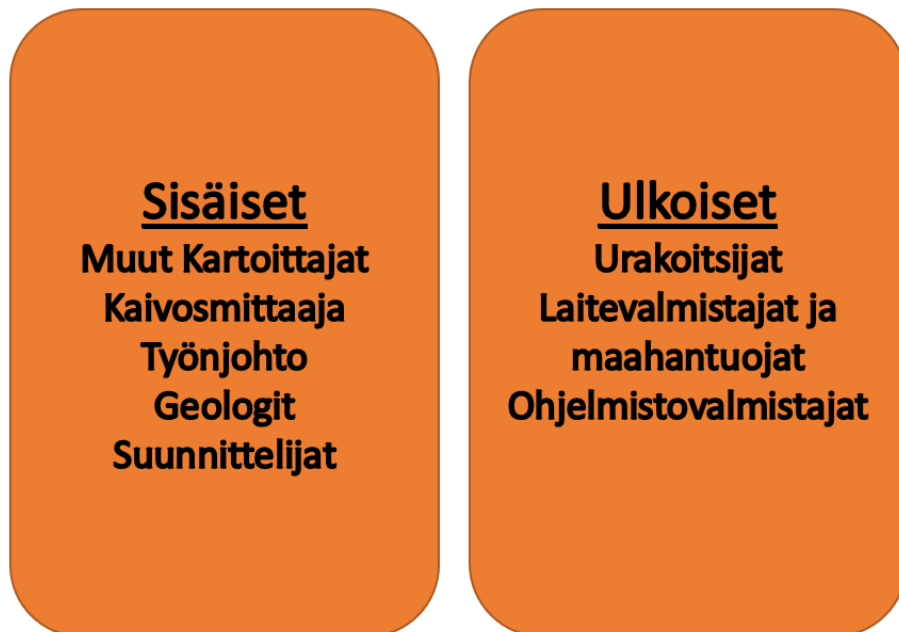 Sisäiset
Muut Kartoittajat
Kaivosmittaaja
Työnjohto
Geologit
Suunnittelijat
Ulkoiset
Urakoitsijat
Laitevalmistajat ja
maahantuojat
Ohjelmistovalmistajat